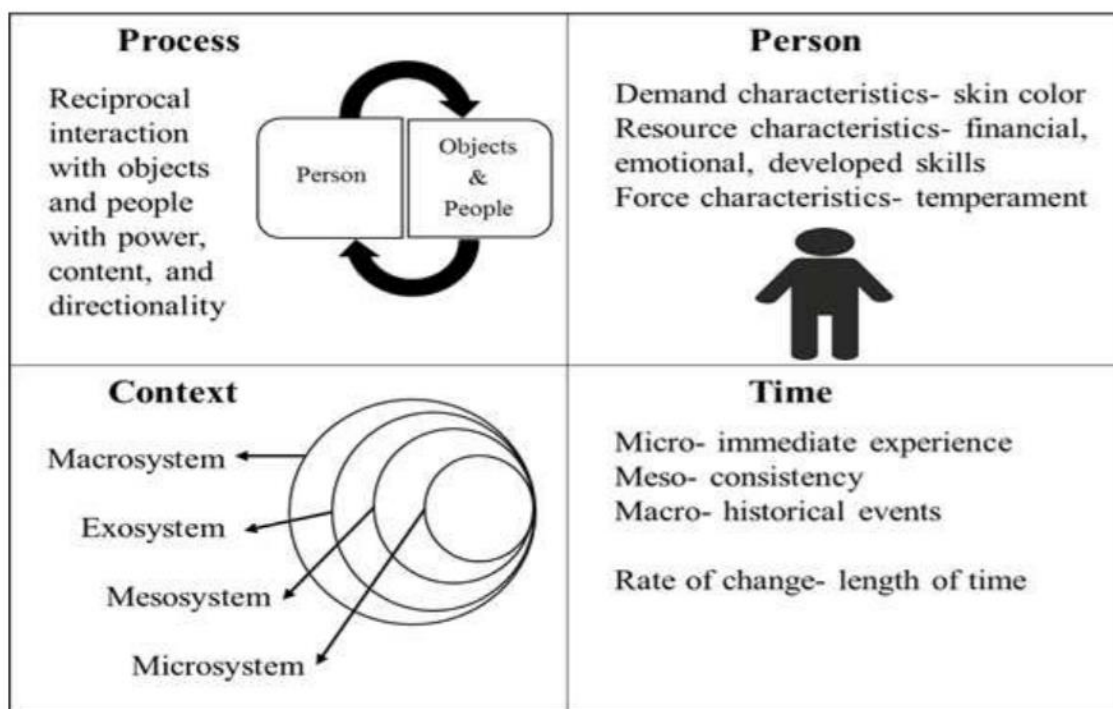 Process
Reciprocal
interaction
with objects
and people
with power,
content, and
directionality
Person
Objects
&
People
Person
Demand characteristics- skin color
Resource characteristics- financial,
emotional, developed skills
Force characteristics- temperament
Context
Macrosystem
Exosystem
Mesosystem
Microsystem
Time
Micro- immediate experience
Meso- consistency
Macro- historical events
Rate of change- length of time